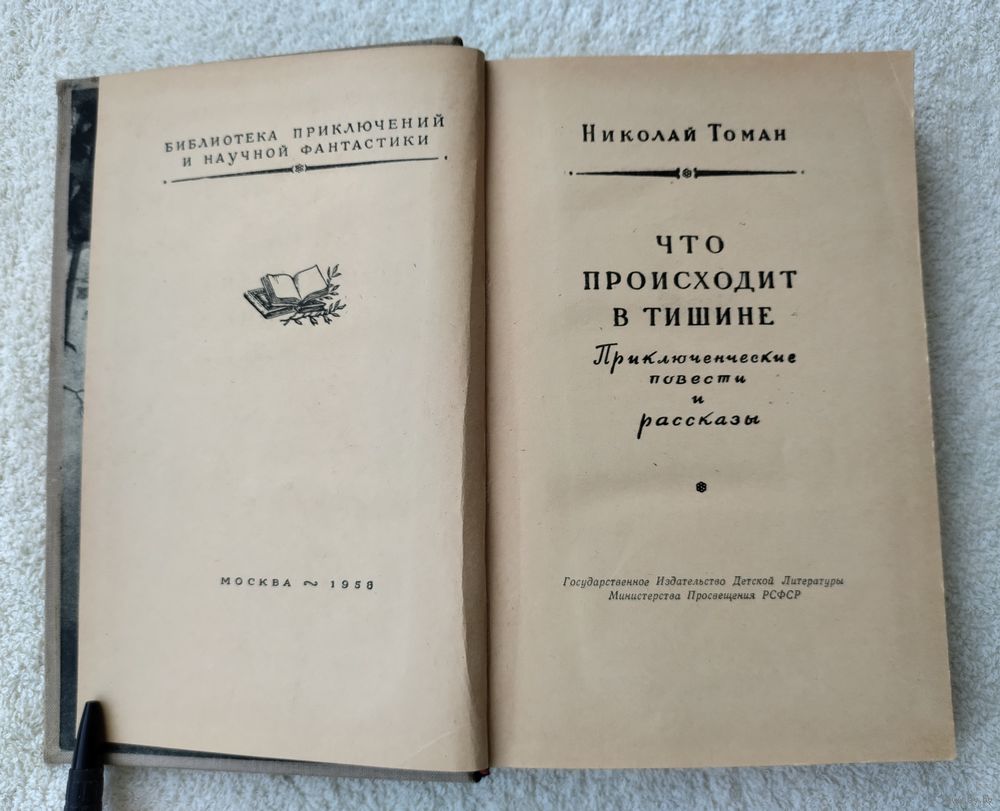 БИБЛИОТЕКА ПРИКЛЮЧЕНИЙ
И НАУЧНОЙ ФАНТАСТИКИ
МОСКВА ~ 1958
НИКОЛАЙ ТОМАН
ЧТО
ПРОИСХОДИТ
В ТИШИНЕ
Приключенческие
повести
и
рассказы
Государственное Издательство Детской Литературы
Министерства Просвещения РСФСР